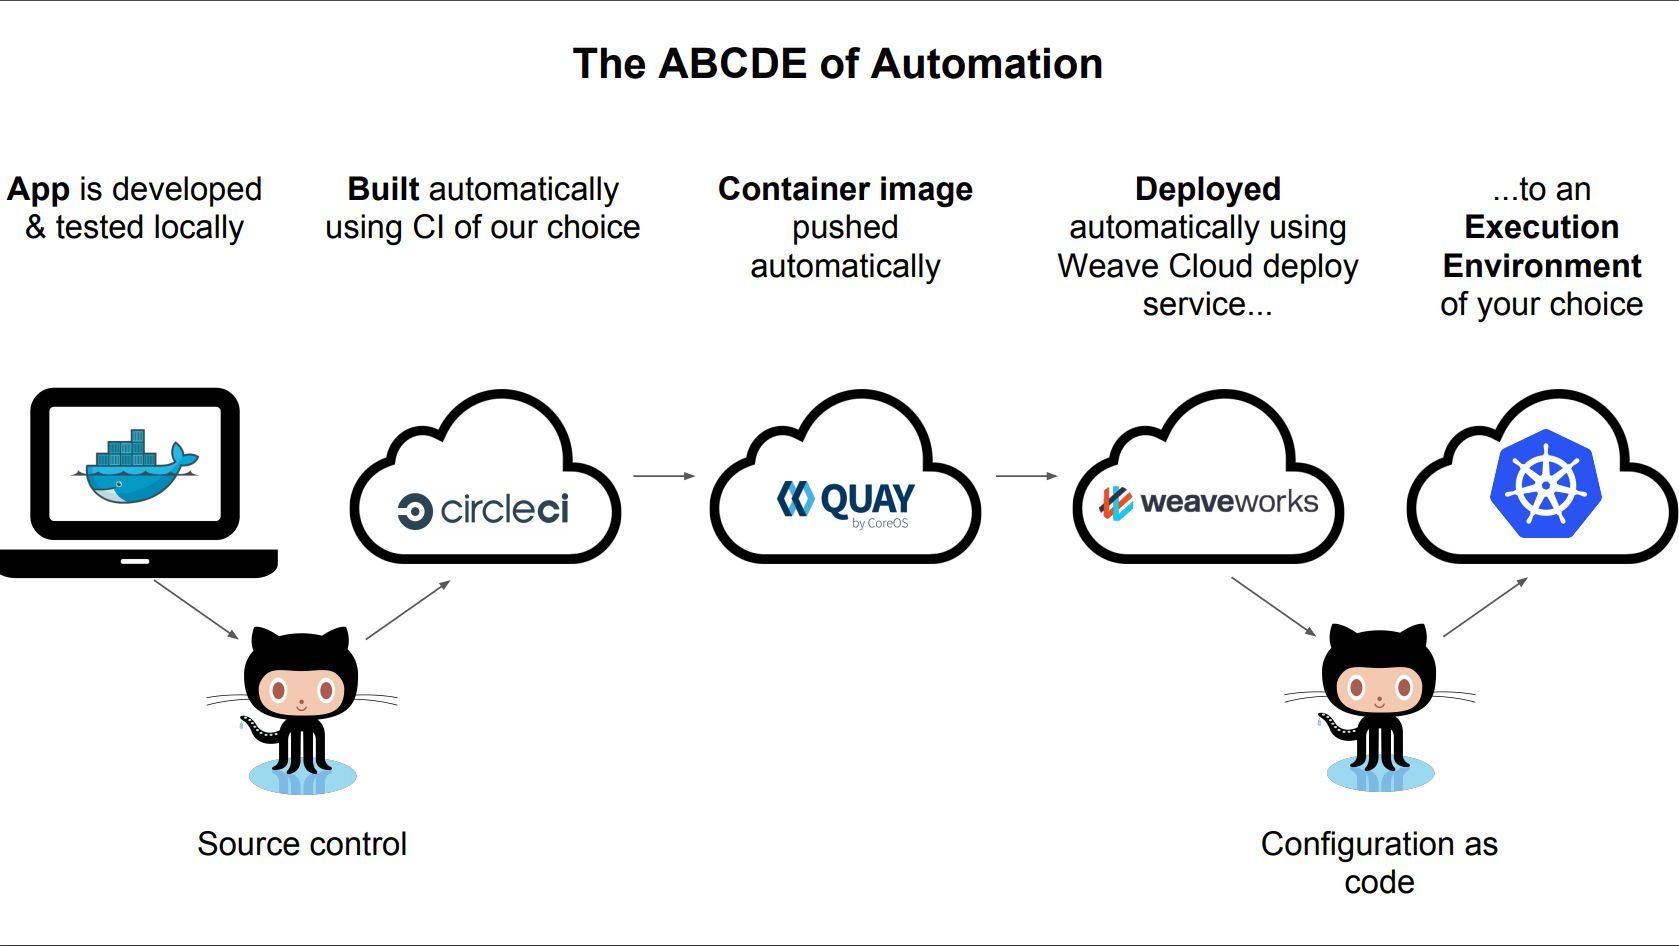 The ABCDE of Automation
App is developed
& tested locally
Built automatically
using CI of our choice
Container image
pushed
automatically
Deployed
automatically using
Weave Cloud deploy
service...
...to an
Execution
Environment
of your choice
circleci
QUAY
by CoreOS
weaveworks
Source control
Configuration as
code